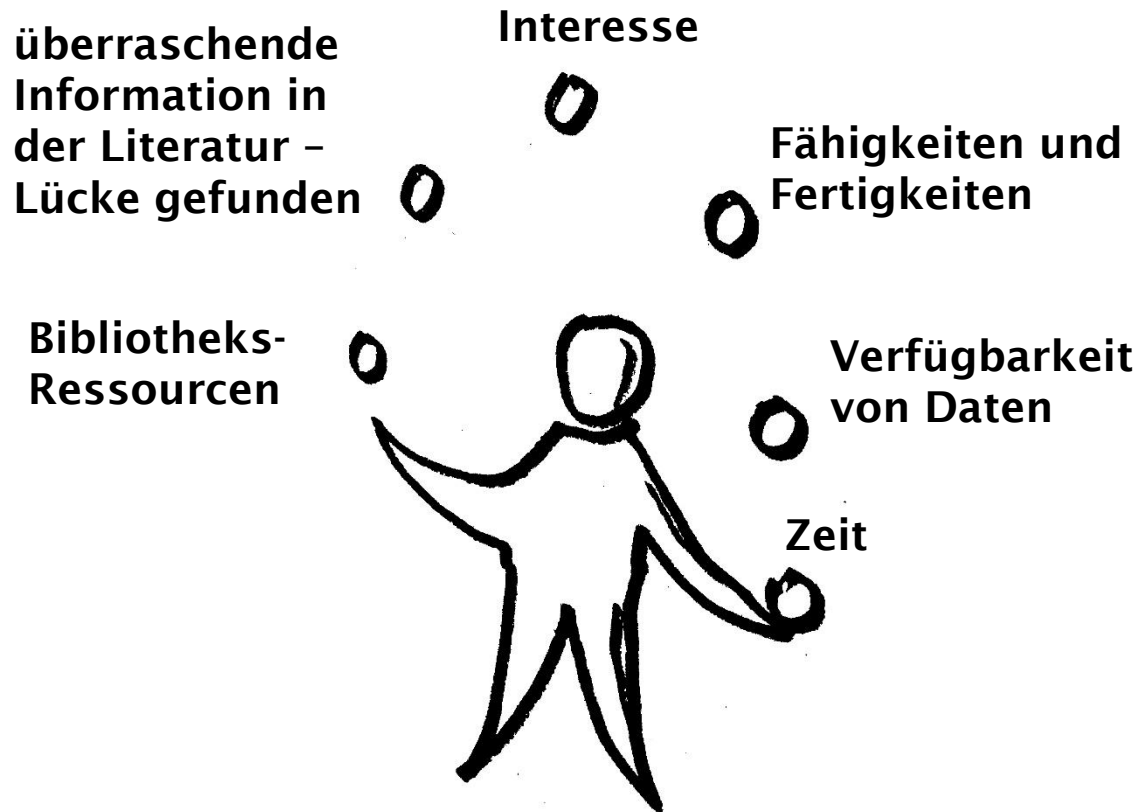 Interesse
überraschende
Information in
der Literatur –
Lücke gefunden
Fähigkeiten und
Fertigkeiten
Bibliotheks-
Ressourcen
Verfügbarkeit
von Daten
Zeit